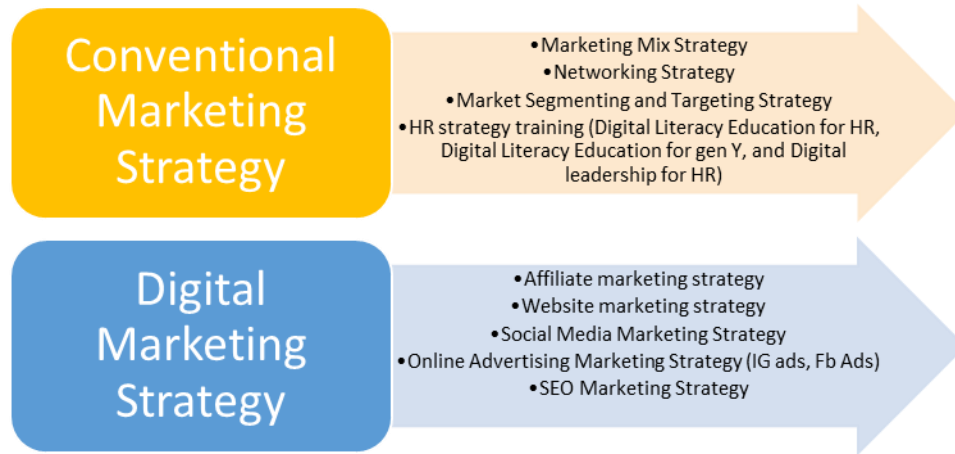 Conventional
Marketing
Strategy
•Marketing Mix Strategy
•Networking Strategy
•Market Segmenting and Targeting Strategy
•HR strategy training (Digital Literacy Education for HR,
Digital Literacy Education for gen Y, and Digital
leadership for HR)
Digital
Marketing
Strategy
•Affiliate marketing strategy
•Website marketing strategy
•Social Media Marketing Strategy
•Online Advertising Marketing Strategy (IG ads, Fb Ads)
•SEO Marketing Strategy